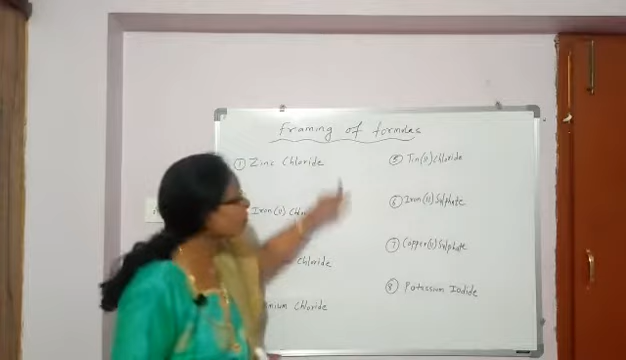 Framing of formulas
① Zinc Chloride
Iron (II)
Chloride
Chloride
⑤ Tin(II)Chloride
⑥ Iron(II)Sulphate
⑦ Copper(II)Sulphate
⑧ Potassium Iodide